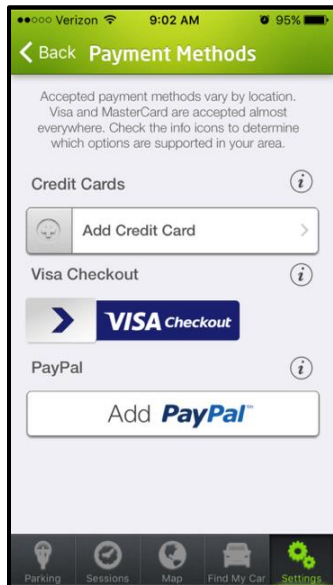 Verizon 9:02 AM 95%
Back Payment Methods
Accepted payment methods vary by location.
Visa and MasterCard are accepted almost
everywhere. Check the info icons to determine
which options are supported in your area.
Credit Cards i
Add Credit Card
Visa Checkout i
VISA Checkout
PayPal i
Add PayPal™
Parking Sessions Map Find My Car Settings